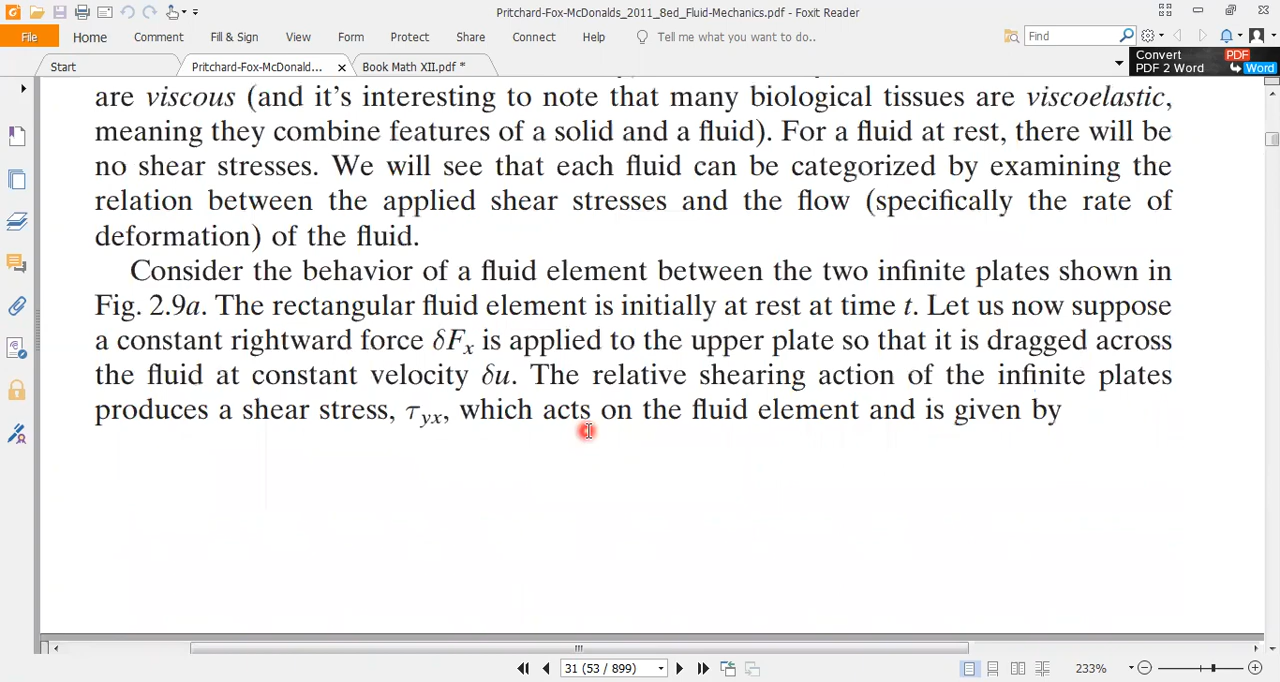 Pritchard-Fox-McDonalds_2011_8ed_Fluid-Mechanics.pdf - Foxit Reader
File Home Comment Fill & Sign View Form Protect Share Connect Help Tell me what you want to do.. Find
Start Pritchard-Fox-McDonald... Book Math XII.pdf * Convert PDF
PDF 2 Word Word
are viscous (and it's interesting to note that many biological tissues are viscoelastic,
meaning they combine features of a solid and a fluid). For a fluid at rest, there will be
no shear stresses. We will see that each fluid can be categorized by examining the
relation between the applied shear stresses and the flow (specifically the rate of
deformation) of the fluid.
Consider the behavior of a fluid element between the two infinite plates shown in
Fig. 2.9a. The rectangular fluid element is initially at rest at time t. Let us now suppose
a constant rightward force δFx is applied to the upper plate so that it is dragged across
the fluid at constant velocity δu. The relative shearing action of the infinite plates
produces a shear stress, τyx, which acts on the fluid element and is given by
31 (53 / 899) 233%